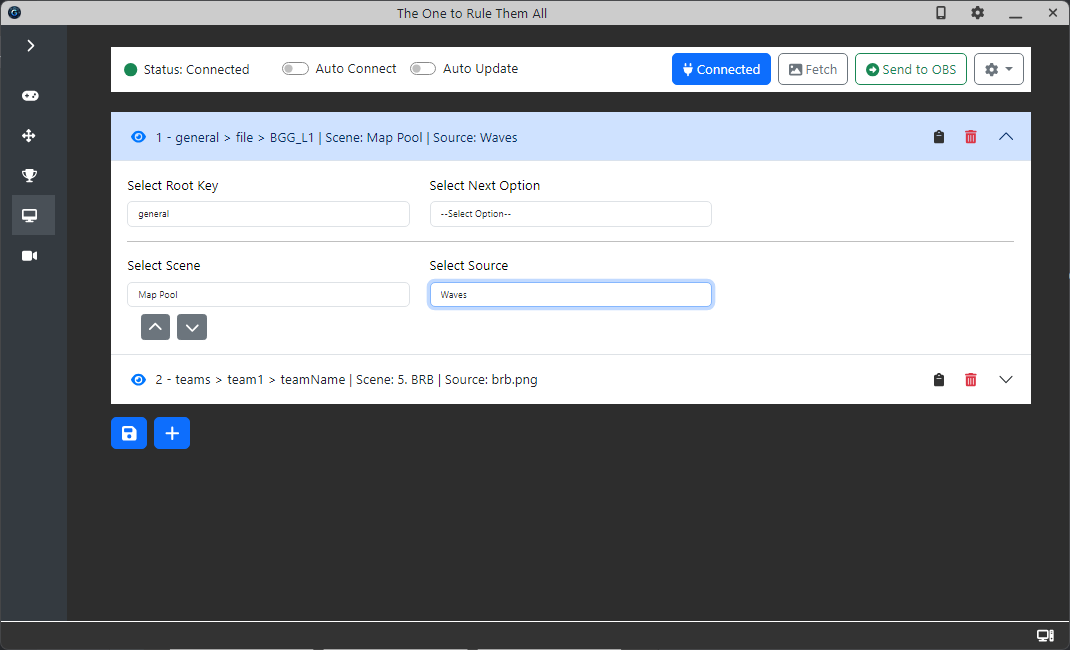 The One to Rule Them All
Status: Connected Auto Connect Auto Update Connected Fetch Send to OBS
1 - general > file > BGG_L1 | Scene: Map Pool | Source: Waves
Select Root Key Select Next Option
general --Select Option--
Select Scene Select Source
Map Pool Waves
2 - teams > team1 > teamName | Scene: 5. BRB | Source: brb.png